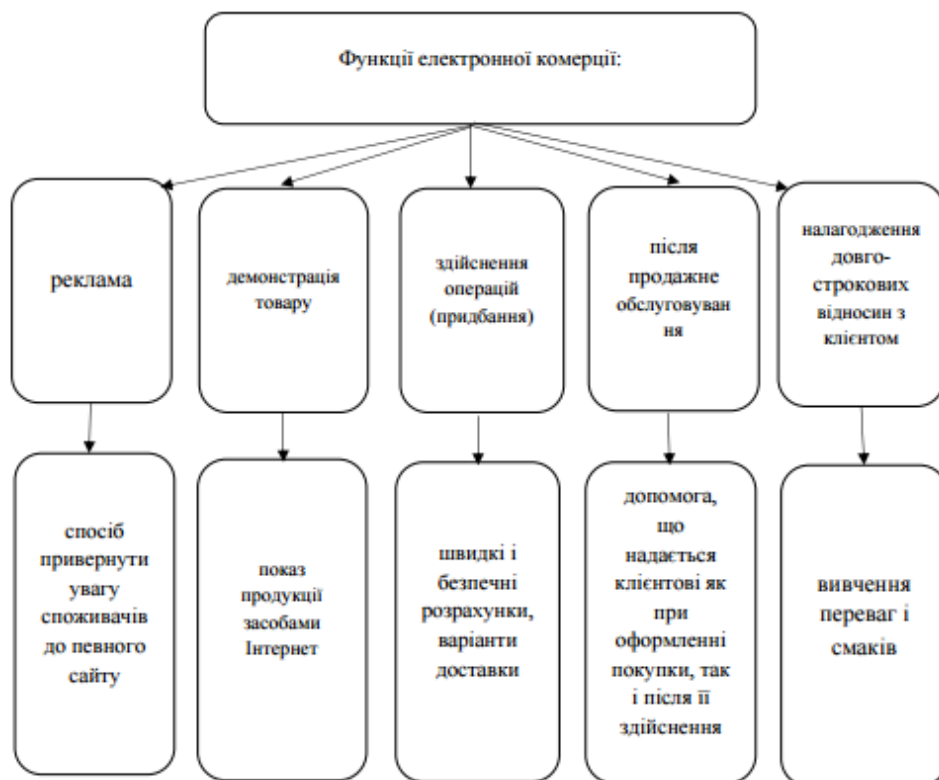 Функції електронної комерції:
реклама
демонстрація
товару
здійснення
операцій
(придбання)
після
продажне
обслуговуван
ня
налагодження
довго-
строкових
відносин з
клієнтом
спосіб
привернути
увагу
споживачів
до певного
сайту
показ
продукції
засобами
Інтернет
швидкі і
безпечні
розрахунки,
варіанти
доставки
допомога,
що
надається
клієнтові як
при
оформленні
покупки, так
і після її
здійснення
вивчення
переваг і
смаків